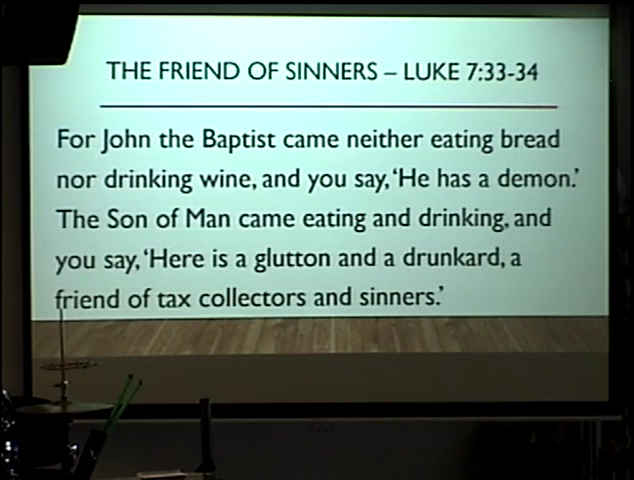 THE FRIEND OF SINNERS – LUKE 7:33-34
For John the Baptist came neither eating bread
nor drinking wine, and you say, ‘He has a demon.’
The Son of Man came eating and drinking, and
you say, ‘Here is a glutton and a drunkard, a
friend of tax collectors and sinners.’